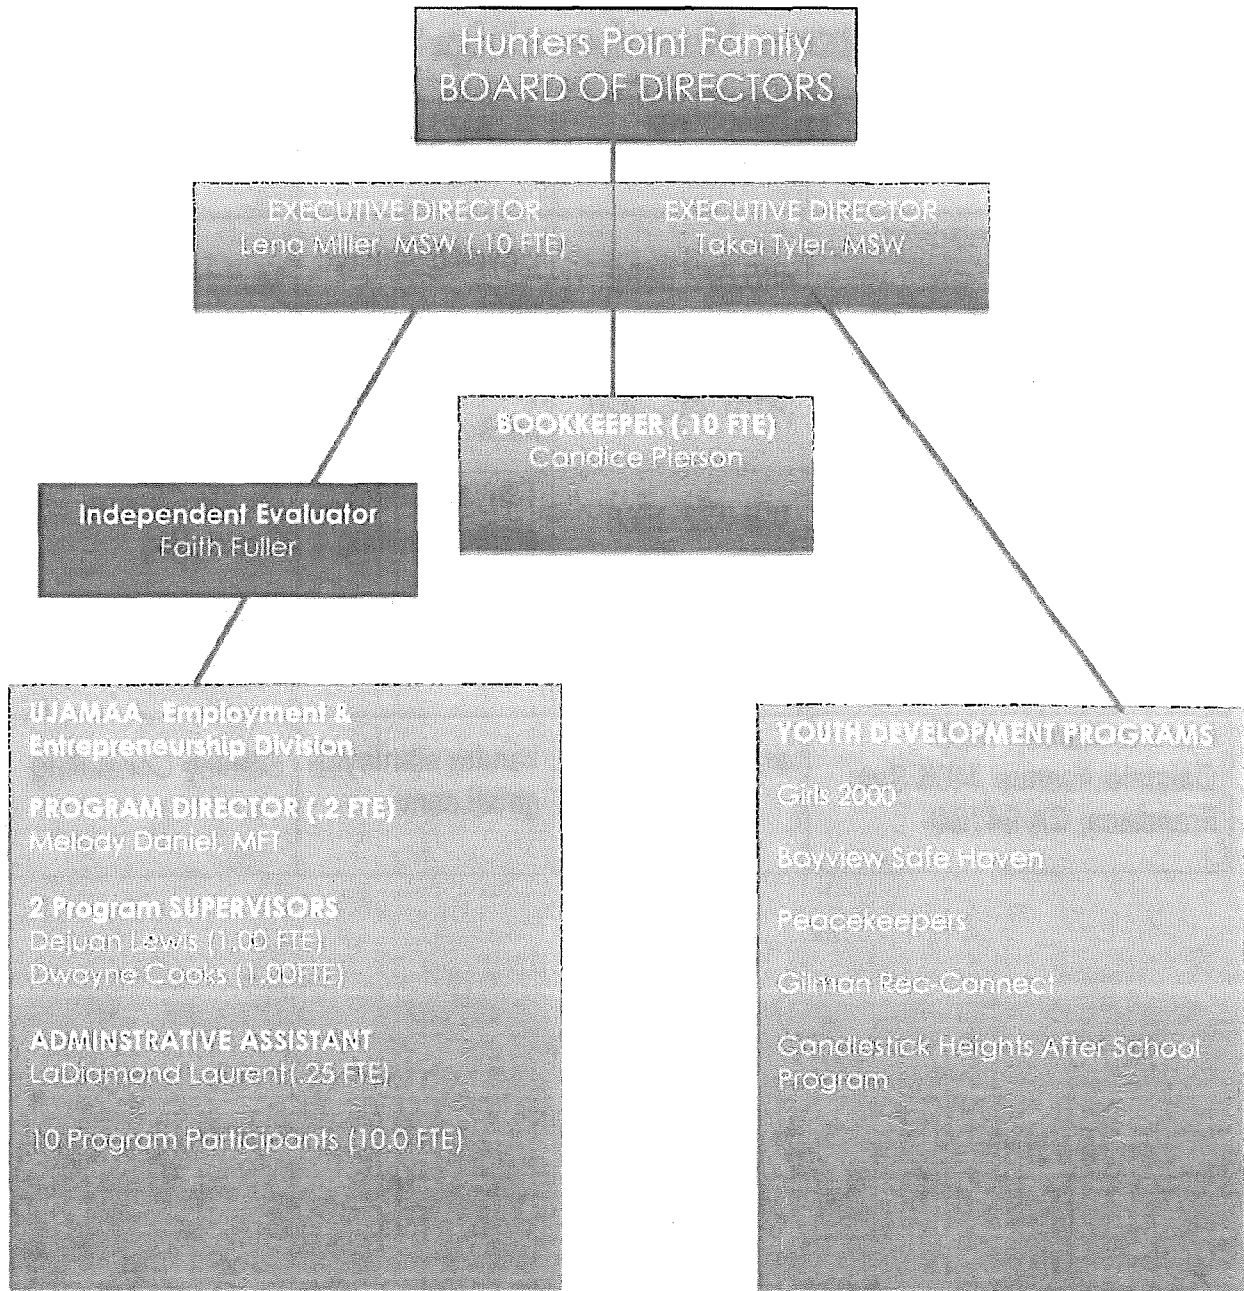 Hunters Point Family
BOARD OF DIRECTORS
EXECUTIVE DIRECTOR
Lena Miller, MSW (.10 FTE)
EXECUTIVE DIRECTOR
Takai Tyler, MSW
BOOKKEEPER (.10 FTE)
Candice Pierson
Independent Evaluator
Faith Fuller
UJAMAA Employment &
Entrepreneurship Division
PROGRAM DIRECTOR (.2 FTE)
Melody Daniel, MFT
2 Program SUPERVISORS
Dejuan Lewis (1.00 FTE)
Dwayne Cooks (1.00FTE)
ADMINSTRATIVE ASSISTANT
LaDiamond Laurent(.25 FTE)
10 Program Participants (10.0 FTE)
YOUTH DEVELOPMENT PROGRAMS
Girls 2000
Bayview Safe Haven
Peacekeepers
Gilman Rec-Connect
Candlestick Heights After School
Program